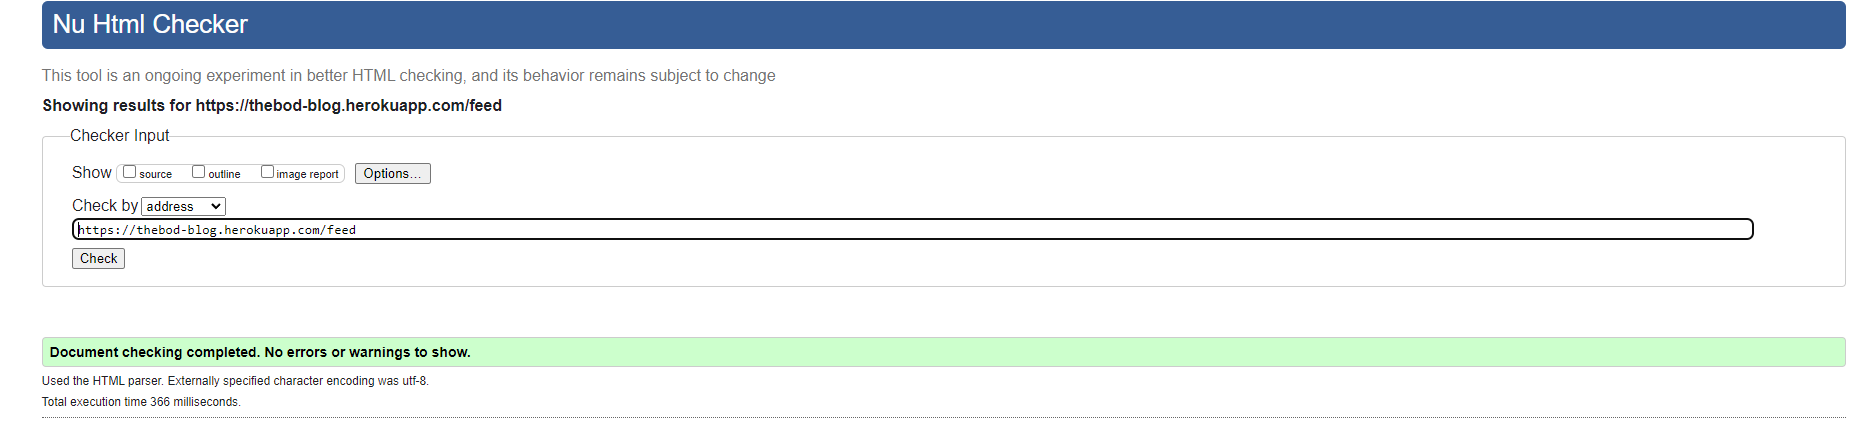 Nu Html Checker
This tool is an ongoing experiment in better HTML checking, and its behavior remains subject to change
Showing results for https://thebod-blog.herokuapp.com/feed
Checker Input
Show source outline image report Options...
Check by address
https://thebod-blog.herokuapp.com/feed
Check
Document checking completed. No errors or warnings to show.
Used the HTML parser. Externally specified character encoding was utf-8.
Total execution time 366 milliseconds.